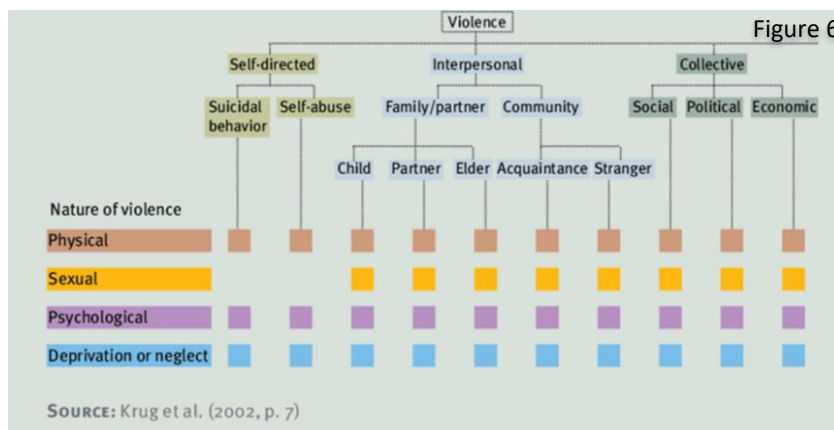 Violence
Figure 6
Self-directed Interpersonal Collective
Suicidal behavior Self-abuse Family/partner Community Social Political Economic
Child Partner Elder Acquaintance Stranger
Nature of violence
Physical
Sexual
Psychological
Deprivation or neglect
SOURCE: Krug et al. (2002, p. 7)